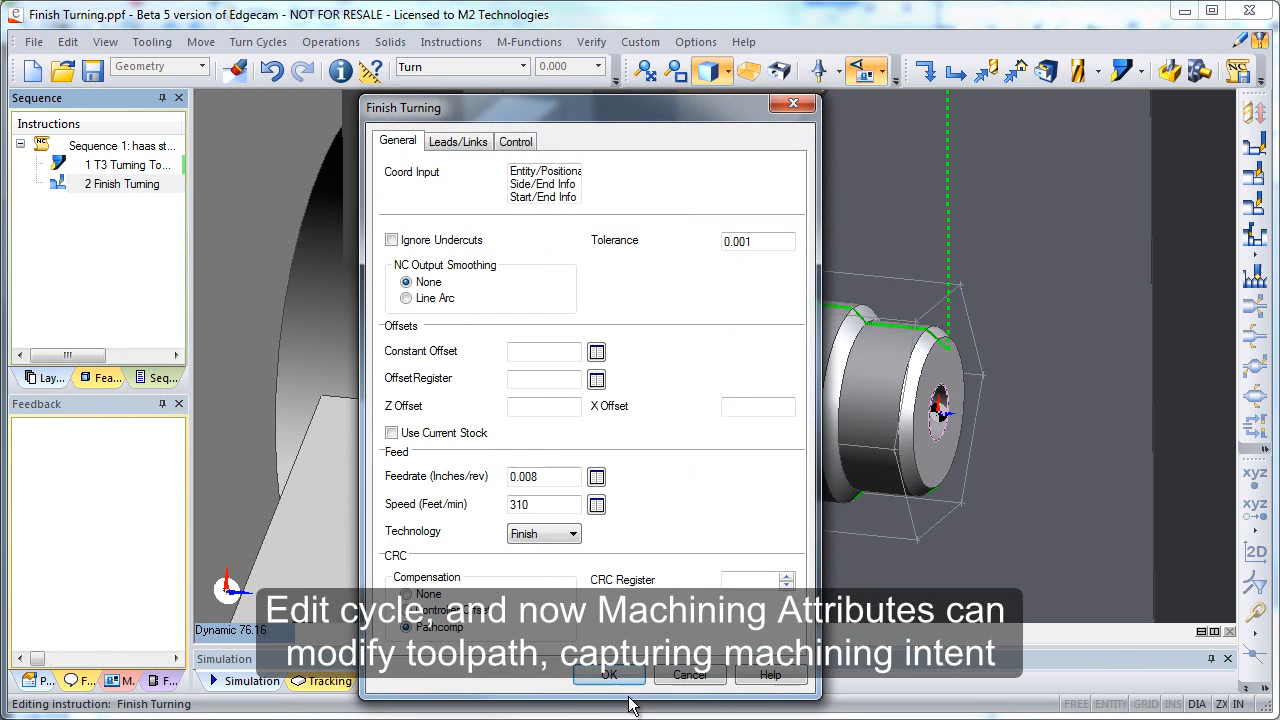 Finish Turning.ppf - Beta 5 version of Edgecam - NOT FOR RESALE - Licensed to M2 Technologies
File Edit View Tooling Move Turn Cycles Operations Solids Instructions M-Functions Verify Custom Options Help
Geometry Turn 0.000
Sequence
Instructions
Sequence 1: haas st
1 T3 Turning To...
2 Finish Turning
Lay... Fea... Seq...
Feedback
Finish Turning
General Leads/Links Control
Coord Input
Entity/Positiona
Side/End Info
Start/End Info
Ignore Undercuts Tolerance 0.001
NC Output Smoothing
None
Line Arc
Offsets
Constant Offset
OffsetRegister
Z Offset X Offset
Use Current Stock
Feed
Feedrate (Inches/rev) 0.008
Speed (Feet/min) 310
Technology Finish
CRC
Compensation CRC Register
None
Controller Offset
Pathcomp
OK Cancel Help
Edit cycle, and now Machining Attributes can
modify toolpath, capturing machining intent
xyz
xyz
2D
Dynamic 76.16
Simulation
P... F... M... F... Simulation Tracking
Editing instruction: Finish Turning FREE ENTITY GRID INS DIA ZX IN